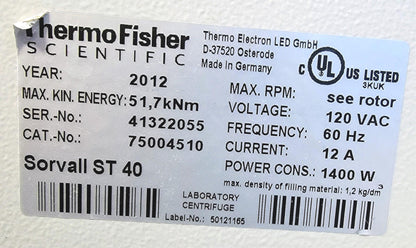 ThermoFisher
SCIENTIFIC
Thermo Electron LED GmbH
D-37520 Osterode
Made in Germany
C UL US LISTED
3KUK
YEAR: 2012
MAX. KIN. ENERGY: 51,7kNm
SER.-No.: 41322055
CAT.-No.: 75004510
Sorvall ST 40
MAX. RPM: see rotor
VOLTAGE: 120 VAC
FREQUENCY: 60 Hz
CURRENT: 12 A
POWER CONS.: 1400 W
max. density of filling material: 1,2 kg/dm³
LABORATORY
CENTRIFUGE
Label-No.: 50121165